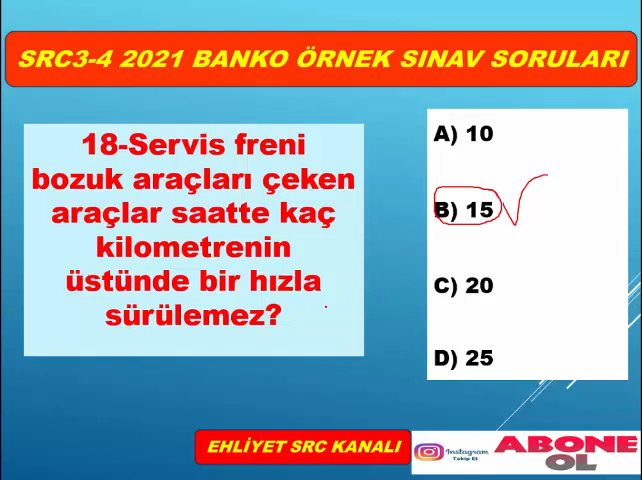 SRC3-4 2021 BANKO ÖRNEK SINAV SORULARI
18-Servis freni
bozuk araçları çeken
araçlar saatte kaç
kilometrenin
üstünde bir hızla
sürülemez?
A) 10
B) 15
C) 20
D) 25
EHLİYET SRC KANALI
Instagram
Takip Et
ABONE
OL